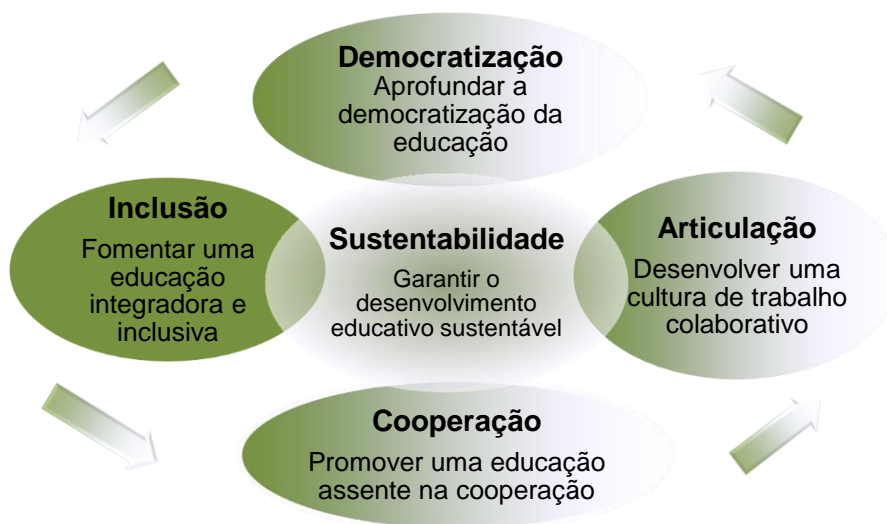 Democratização
Aprofundar a
democratização da
educação
Inclusão
Fomentar uma
educação
integradora e
inclusiva
Sustentabilidade
Garantir o
desenvolvimento
educativo sustentável
Articulação
Desenvolver uma
cultura de trabalho
colaborativo
Cooperação
Promover uma educação
assente na cooperação